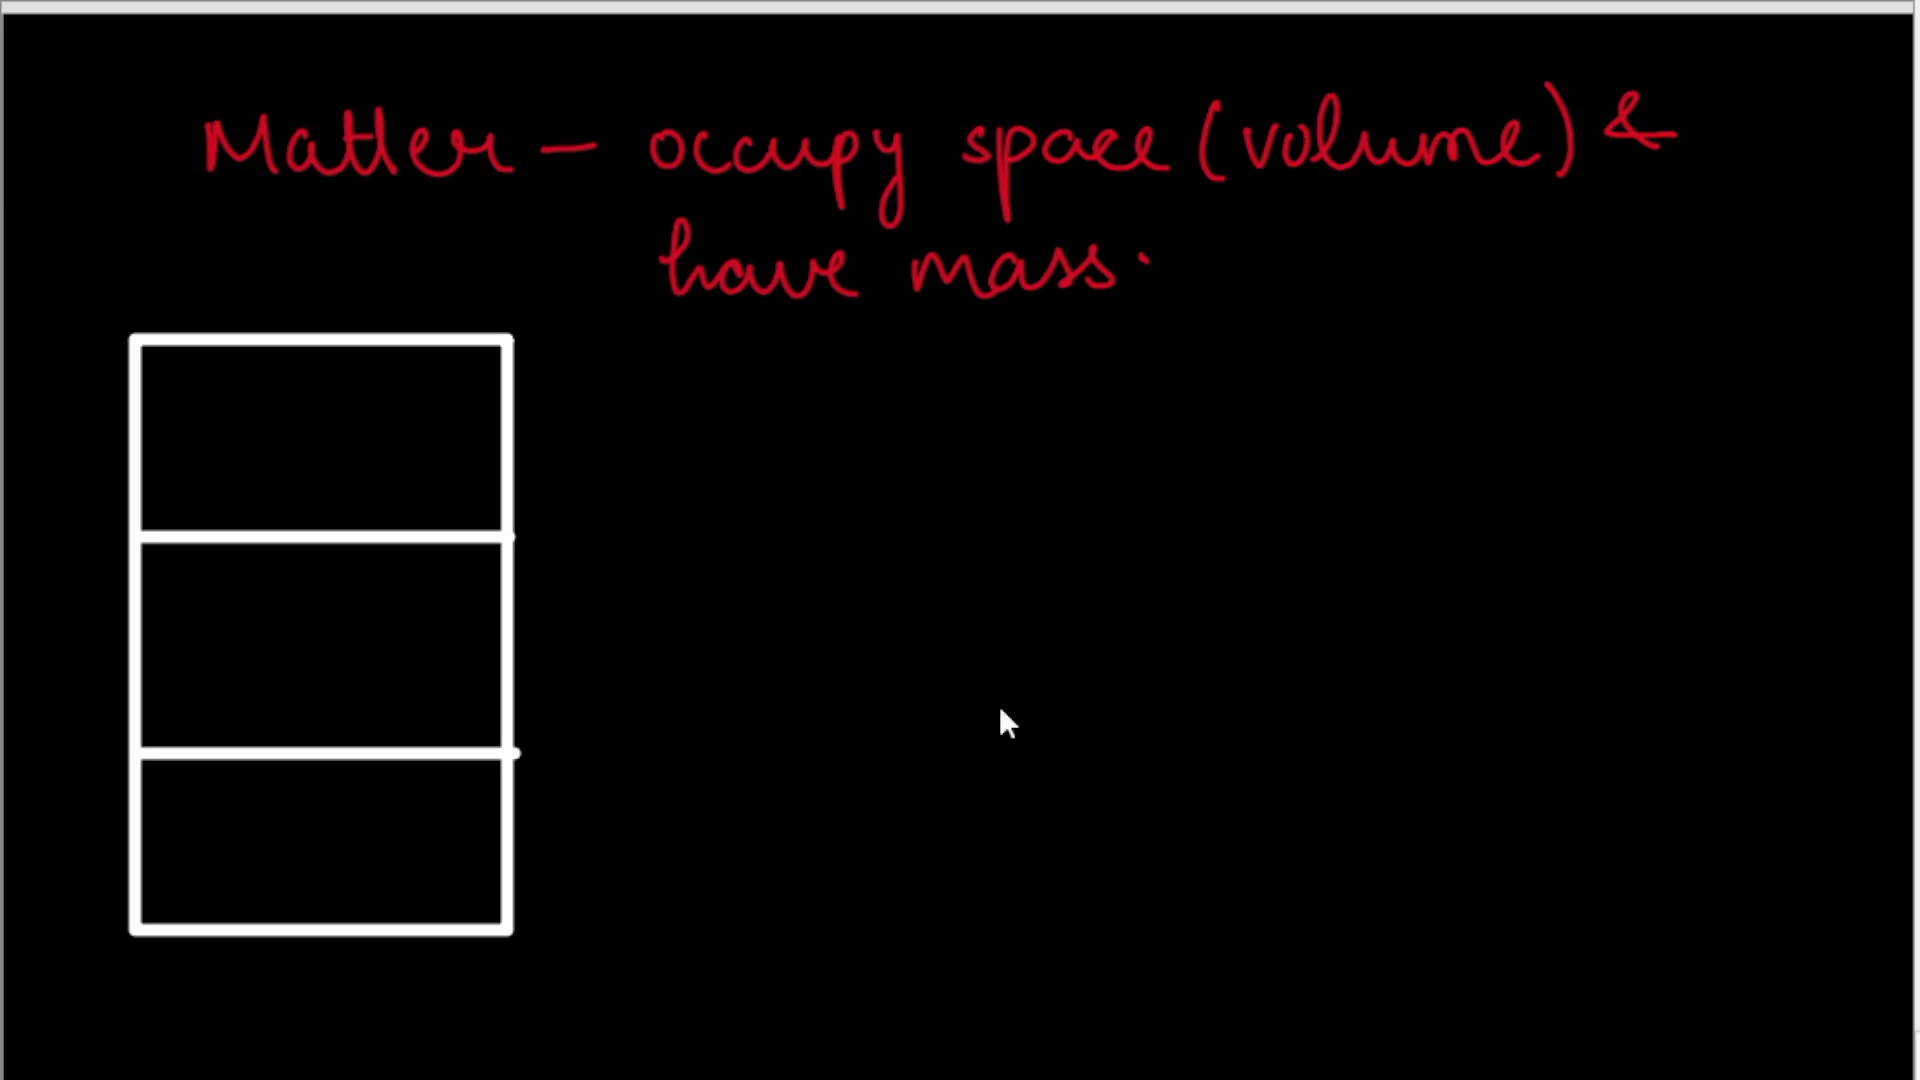 Matter – occupy space (volume) &
have mass.